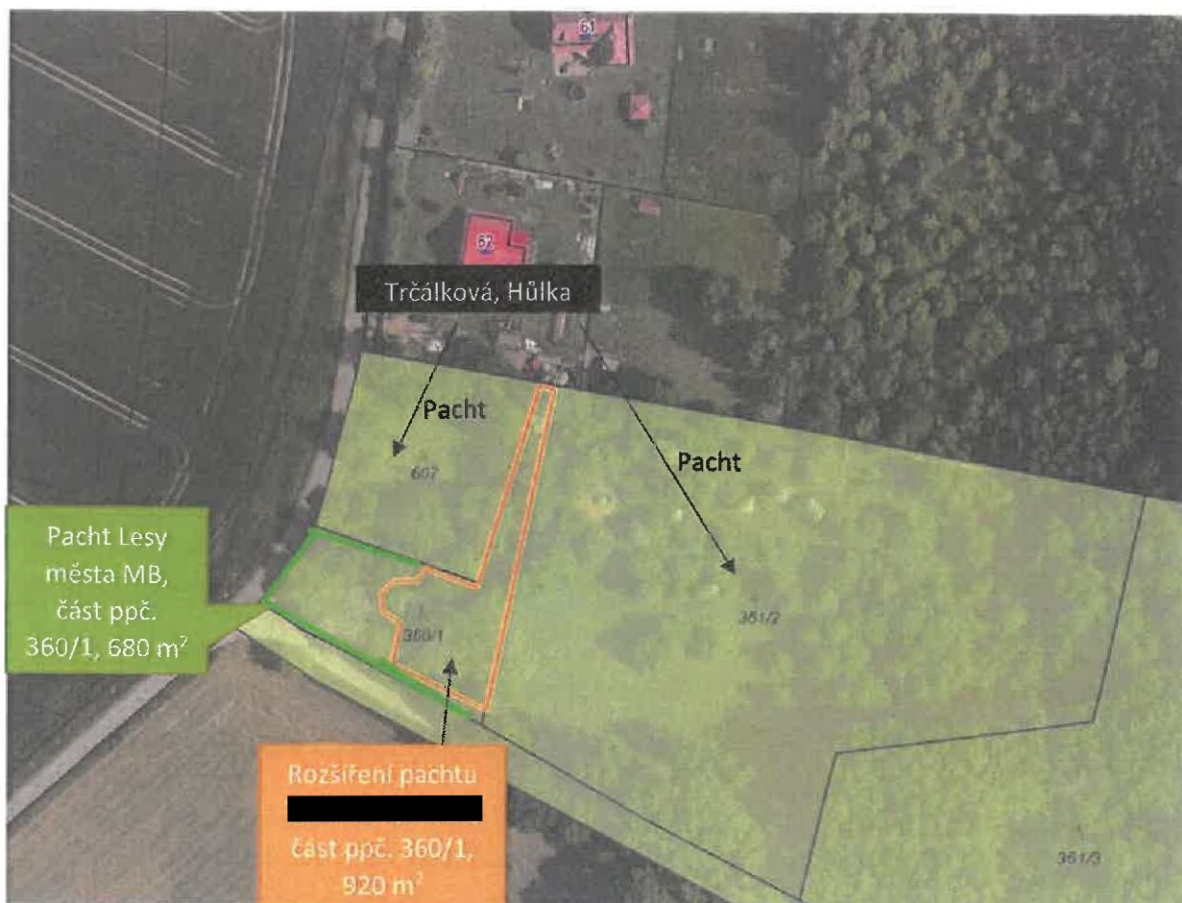 61
62
Trčálková, Hůlka
Pacht
607
Pacht
Pacht Lesy
města MB,
část ppč.
360/1, 680 m²
360/1
361/2
Rozšíření pachtu
část ppč. 360/1,
920 m²
361/3